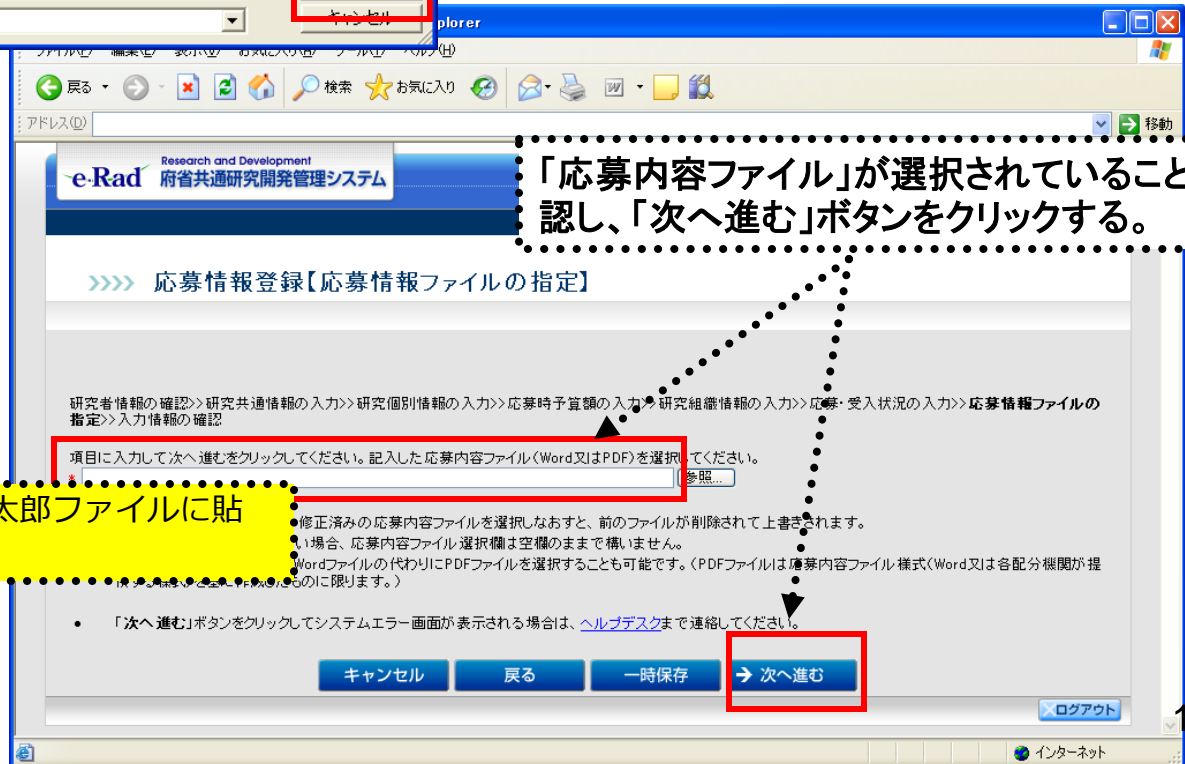 キャンセル
plorer
ファイル(F) 編集(E) 表示(V) お気に入り(A) ツール(T) ヘルプ(H)
戻る 検索 お気に入り
アドレス(D) 移動
e-Rad Research and Development
府省共通研究開発管理システム
「応募内容ファイル」が選択されていること
認し、「次へ進む」ボタンをクリックする。
>>>> 応募情報登録【応募情報ファイルの指定】
研究者情報の確認>>研究共通情報の入力>>研究個別情報の入力>>応募時予算額の入力>>研究組織情報の入力>>応募・受入状況の入力>>応募情報ファイルの
指定>>入力情報の確認
項目に入力して次へ進むをクリックしてください。記入した応募内容ファイル(Word又はPDF)を選択してください。
* 参照...
太郎ファイルに貼
修正済みの応募内容ファイルを選択しなおすと、前のファイルが削除されて上書きされます。
い場合、応募内容ファイル選択欄は空欄のままで構いません。
Wordファイルの代わりにPDFファイルを選択することも可能です。(PDFファイルは応募内容ファイル様式(Word又は各配分機関が提
ものに限ります。)
• 「次へ進む」ボタンをクリックしてシステムエラー画面が表示される場合は、ヘルプデスクまで連絡してください。
キャンセル 戻る 一時保存 → 次へ進む
ログアウト
1
インターネット